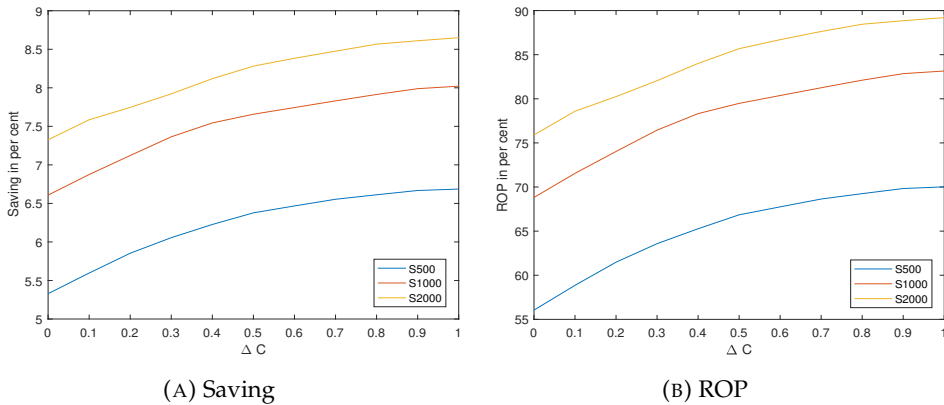 9
8.5
8
7.5
7
6.5
6
5.5
5
Saving in per cent
0 0.1 0.2 0.3 0.4 0.5 0.6 0.7 0.8 0.9 1
Δ C
S500
S1000
S2000
(A) Saving
90
85
80
75
70
65
60
55
ROP in per cent
0 0.1 0.2 0.3 0.4 0.5 0.6 0.7 0.8 0.9 1
Δ C
S500
S1000
S2000
(B) ROP